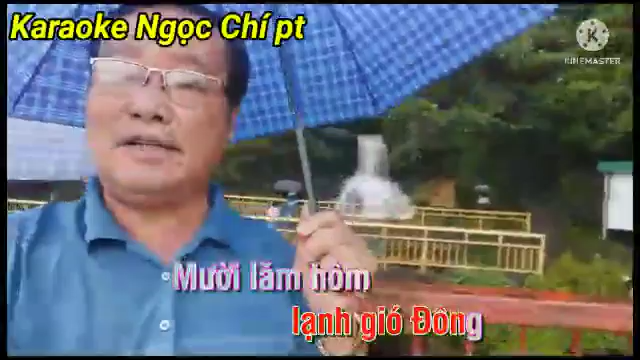 Karaoke Ngọc Chí pt
KINEMASTER
Mười lăm hôm
lạnh gió Đông